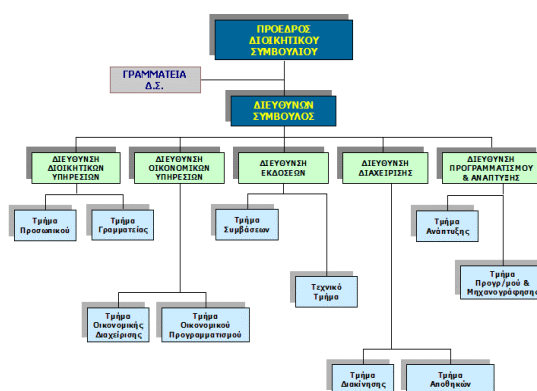 ΠΡΟΕΔΡΟΣ
ΔΙΟΙΚΗΤΙΚΟΥ
ΣΥΜΒΟΥΛΙΟΥ
ΓΡΑΜΜΑΤΕΙΑ
Δ.Σ.
ΔΙΕΥΘΥΝΩΝ
ΣΥΜΒΟΥΛΟΣ
ΔΙΕΥΘΥΝΣΗ
ΔΙΟΙΚΗΤΙΚΩΝ
ΥΠΗΡΕΣΙΩΝ
ΔΙΕΥΘΥΝΣΗ
ΟΙΚΟΝΟΜΙΚΩΝ
ΥΠΗΡΕΣΙΩΝ
ΔΙΕΥΘΥΝΣΗ
ΕΚΔΟΣΕΩΝ
ΔΙΕΥΘΥΝΣΗ
ΔΙΑΧΕΙΡΙΣΗΣ
ΔΙΕΥΘΥΝΣΗ
ΠΡΟΓΡΑΜΜΑΤΙΣΜΟΥ
& ΑΝΑΠΤΥΞΗΣ
Τμήμα
Προσωπικού
Τμήμα
Γραμματείας
Τμήμα
Συμβάσεων
Τμήμα
Ανάπτυξης
Τεχνικό
Τμήμα
Τμήμα
Προγρ/μού &
Μηχανογράφησης
Τμήμα
Οικονομικής
Διαχείρισης
Τμήμα
Οικονομικού
Προγραμματισμού
Τμήμα
Διακίνησης
Τμήμα
Αποθηκών